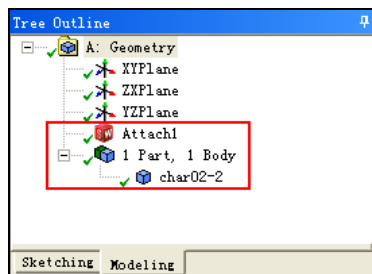 Tree Outline
A: Geometry
XYPlane
ZXPlane
YZPlane
Attach1
1 Part, 1 Body
char02-2
Sketching Modeling